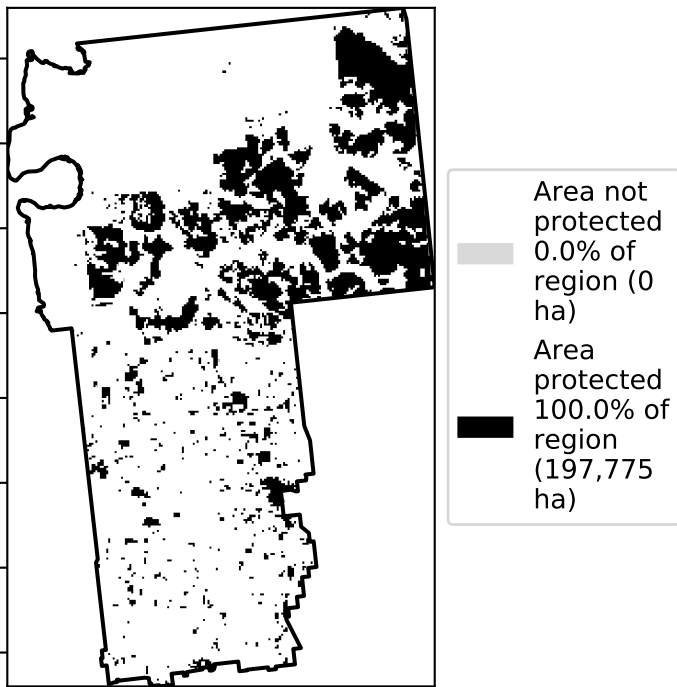 Area not
protected
0.0% of
region (0
ha)
Area
protected
100.0% of
region
(197,775
ha)